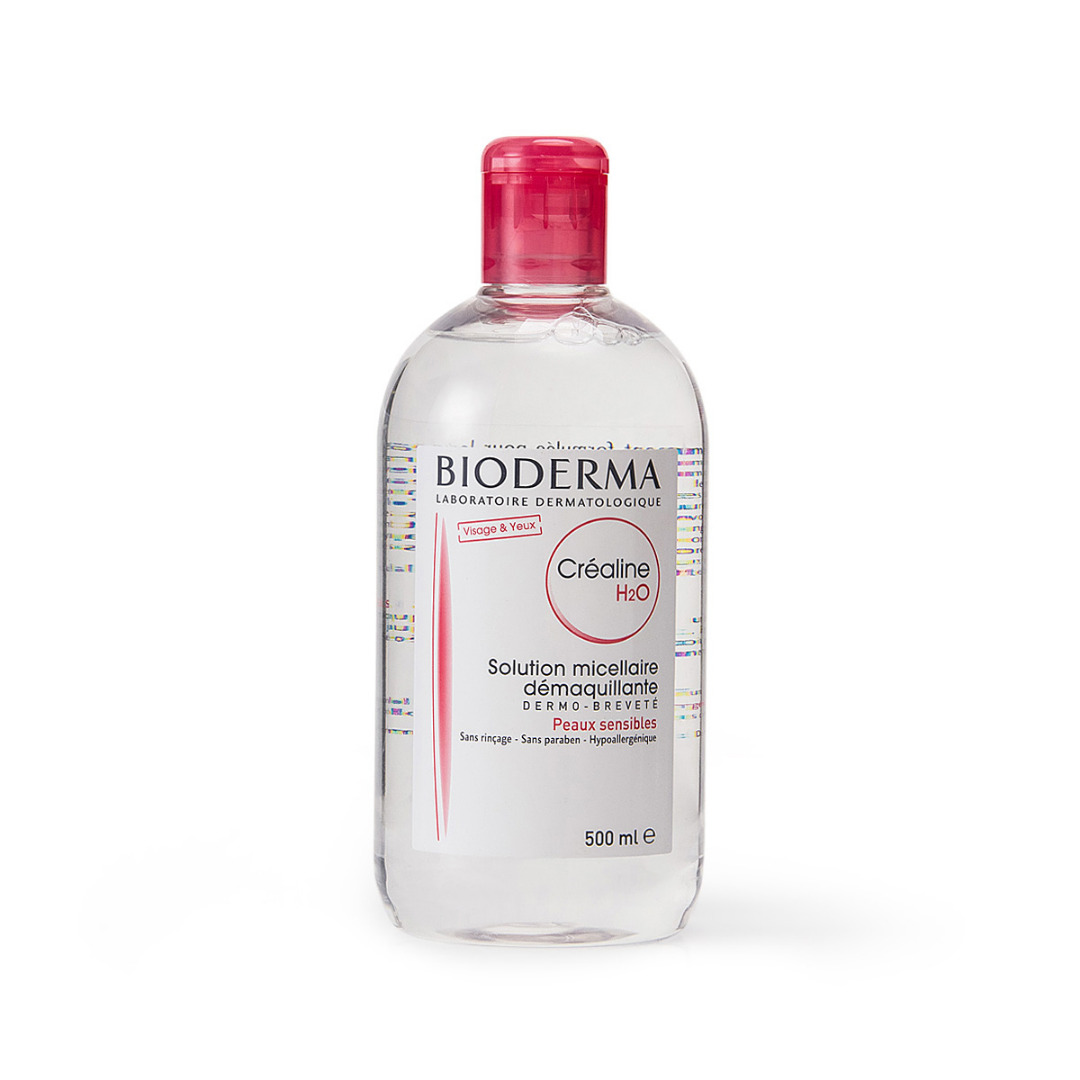 BIODERMA
LABORATOIRE DERMATOLOGIQUE
Visage & Yeux
Créaline
H2O
Solution micellaire
démaquillante
DERMO-BREVETÉ
Peaux sensibles
Sans rinçage - Sans paraben - Hypoallergénique
500 ml e